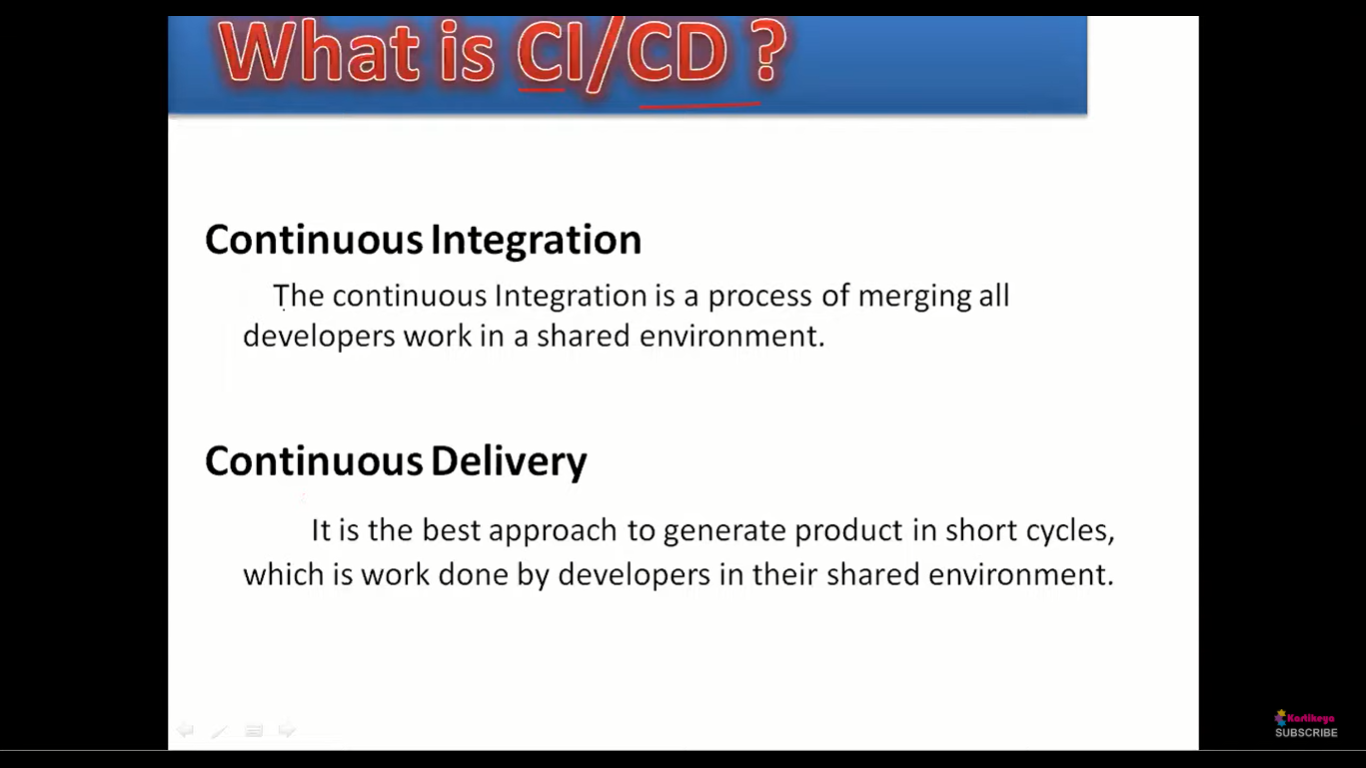 What is CI/CD ?
Continuous Integration
The continuous Integration is a process of merging all
developers work in a shared environment.
Continuous Delivery
It is the best approach to generate product in short cycles,
which is work done by developers in their shared environment.
Kartikeya
SUBSCRIBE